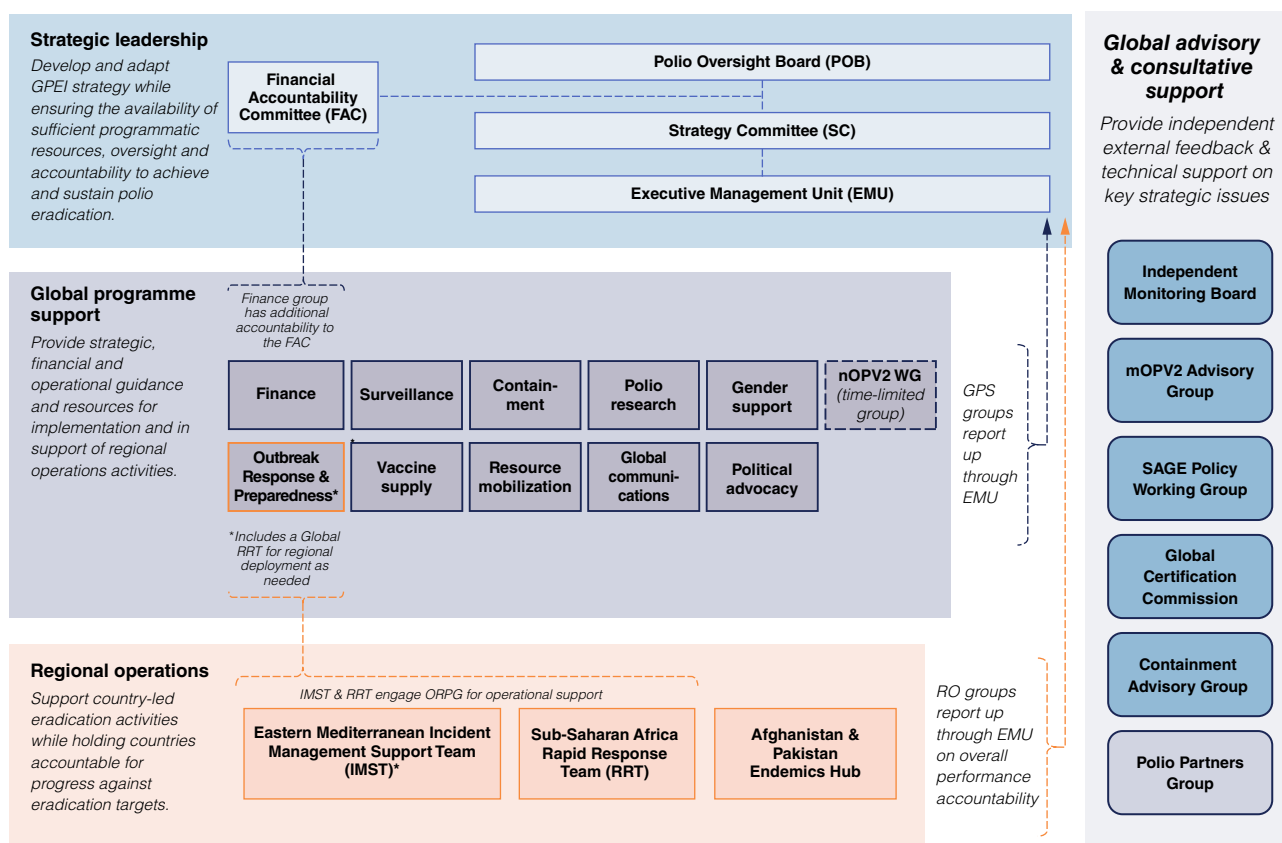 Strategic leadership
Develop and adapt
GPEI strategy while
ensuring the availability of
sufficient programmatic
resources, oversight and
accountability to achieve
and sustain polio
eradication.
Financial
Accountability
Committee (FAC)
Polio Oversight Board (POB)
Strategy Committee (SC)
Executive Management Unit (EMU)
Global programme
support
Provide strategic,
financial and
operational guidance
and resources for
implementation and in
support of regional
operations activities.
Finance group
has additional
accountability to
the FAC
Finance
Surveillance
Contain-
ment
Polio
research
Gender
support
nOPV2 WG
(time-limited
group)
Outbreak
Response &
Preparedness*
*
Vaccine
supply
Resource
mobilization
Global
communi-
cations
Political
advocacy
*Includes a Global
RRT for regional
deployment as
needed
GPS
groups
report
up
through
EMU
Regional operations
Support country-led
eradication activities
while holding countries
accountable for
progress against
eradication targets.
IMST & RRT engage ORPG for operational support
Eastern Mediterranean Incident
Management Support Team
(IMST)*
Sub-Saharan Africa
Rapid Response
Team (RRT)
Afghanistan &
Pakistan
Endemics Hub
RO groups
report up
through EMU
on overall
performance
accountability
Global advisory
& consultative
support
Provide independent
external feedback &
technical support on
key strategic issues
Independent
Monitoring Board
mOPV2 Advisory
Group
SAGE Policy
Working Group
Global
Certification
Commission
Containment
Advisory Group
Polio Partners
Group